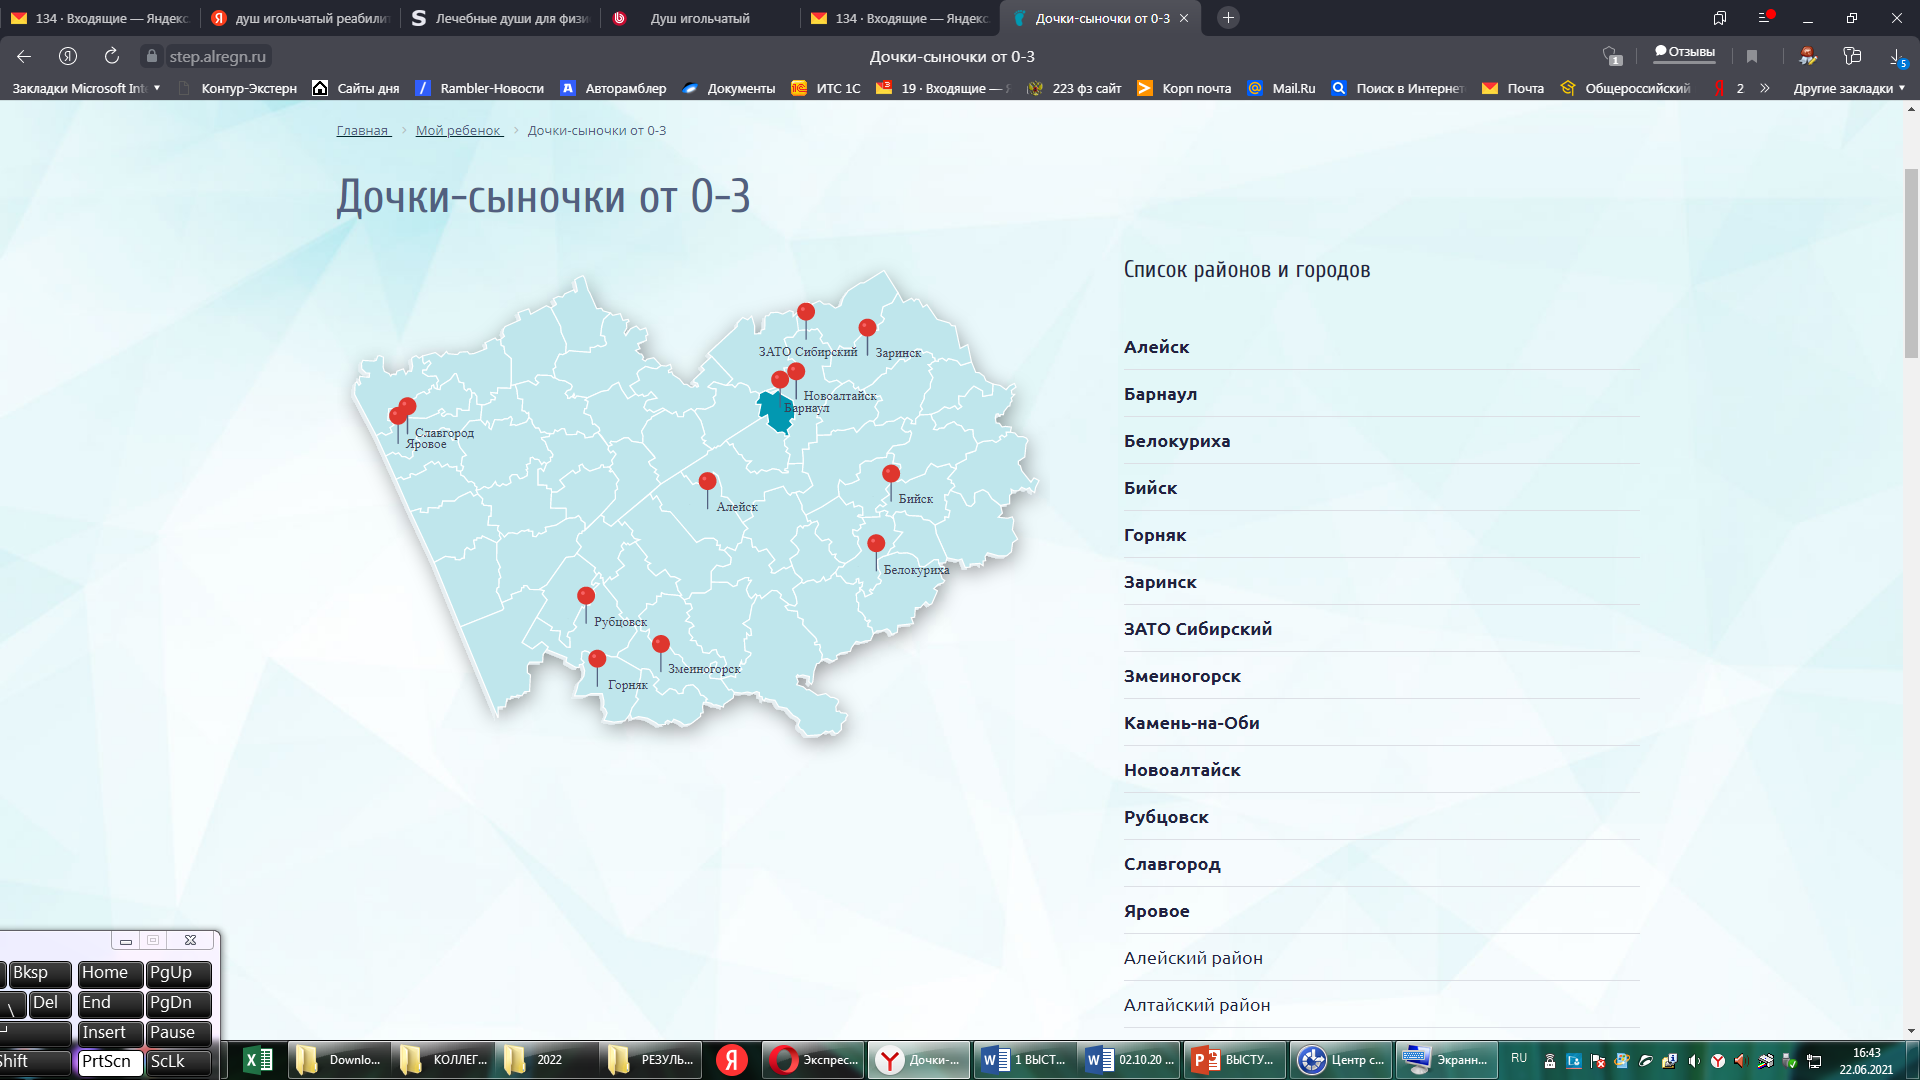 134 · Входящие — Яндекс.
душ игольчатый реабили
Лечебные души для физи
Душ игольчатый
134 · Входящие — Яндекс.
Дочки-сыночки от 0-3
step.alregn.ru
Дочки-сыночки от 0-3
1
Отзывы
5
Закладки Microsoft Int
Контур-Экстерн
Сайты дня
Rambler-Новости
Авторамблер
Документы
ИТС 1С
19 · Входящие —
223 фз сайт
Корп почта
Mail.Ru
Поиск в Интернет
Почта
Общероссийский
2
Другие закладки
Главная
Мой ребенок
Дочки-сыночки от 0-3
Дочки-сыночки от 0-3
ЗАТО Сибирский
Заринск
Новоалтайск
Барнаул
Славгород
Яровое
Алейск
Бийск
Белокуриха
Рубцовск
Змеиногорск
Горняк
Список районов и городов
Алейск
Барнаул
Белокуриха
Бийск
Горняк
Заринск
ЗАТО Сибирский
Змеиногорск
Камень-на-Оби
Новоалтайск
Рубцовск
Славгород
Яровое
Алейский район
Алтайский район
Bksp Home PgUp
\ Del End PgDn
Insert Pause
Shift PrtScn ScLk
Downlo...
КОЛЛЕГ...
2022
РЕЗУЛЬ...
Экспрес...
Дочки-...
1 ВЫСТ...
02.10.20 ...
ВЫСТУ...
Центр с...
Экранн...
RU
16:43
22.06.2021